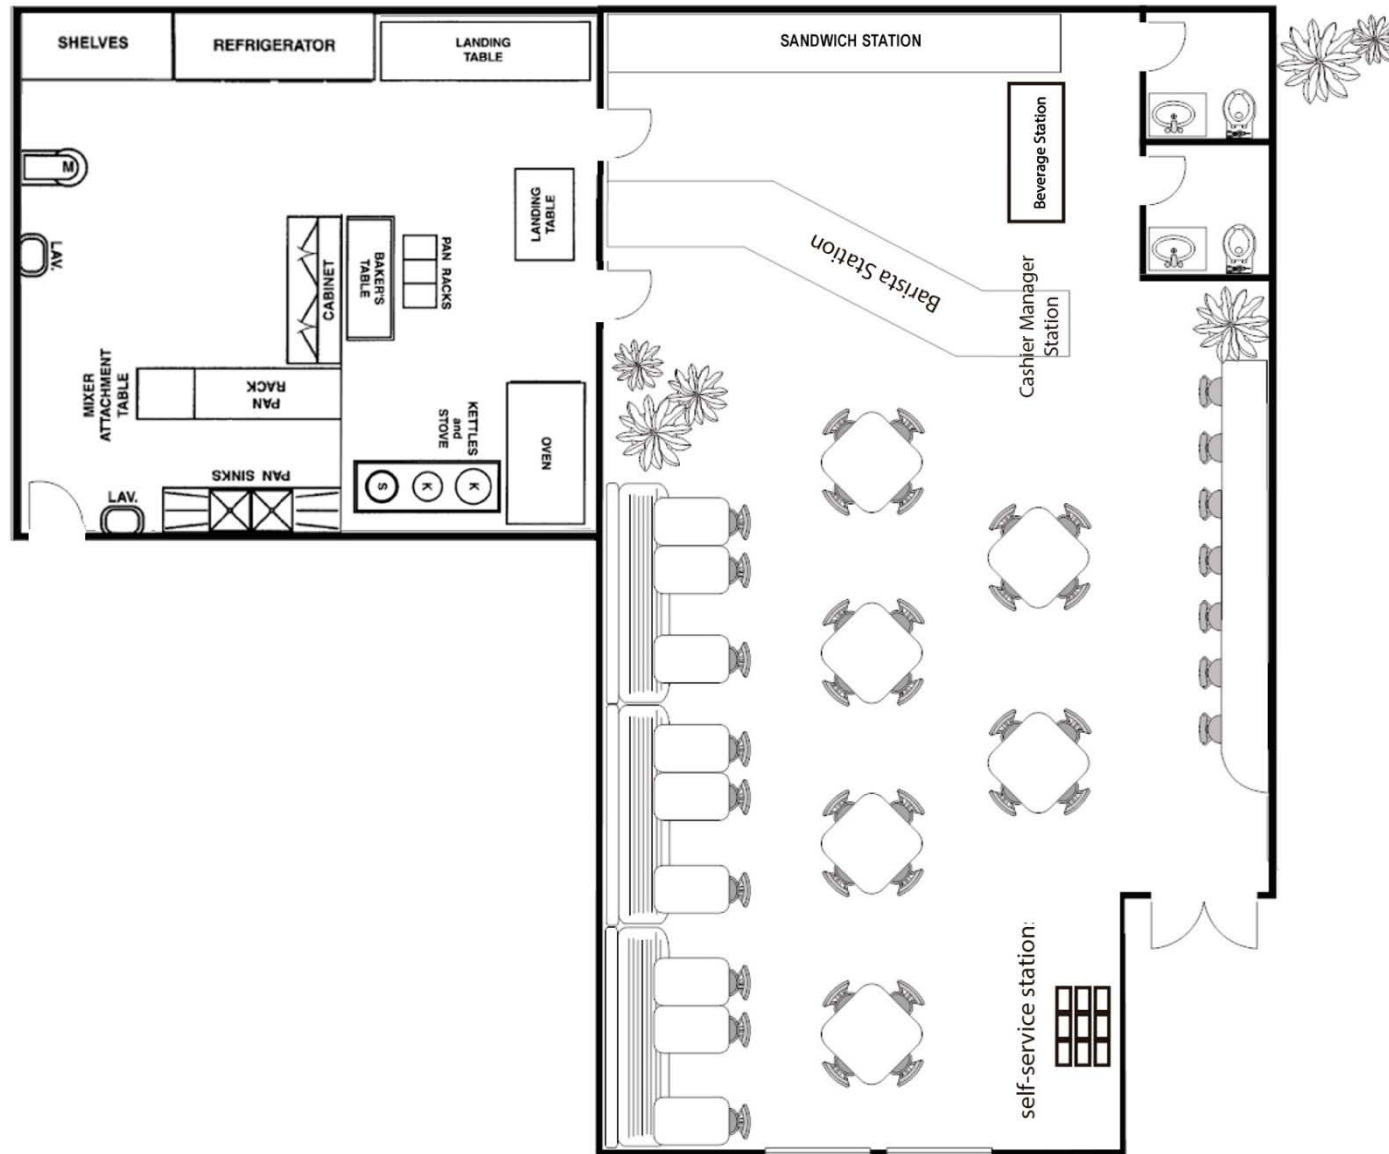 SHELVES
REFRIGERATOR
LANDING
TABLE
SANDWICH STATION
Beverage Station
M
LAV.
LANDING
TABLE
CABINET
BAKER'S
TABLE
PAN RACKS
Barista Station
Cashier Manager
Station
MIXER
ATTACHMENT
TABLE
PAN
RACK
KETTLES
and
STOVE
OVEN
PAN SINKS
LAV.
S
K
K
self-service station: